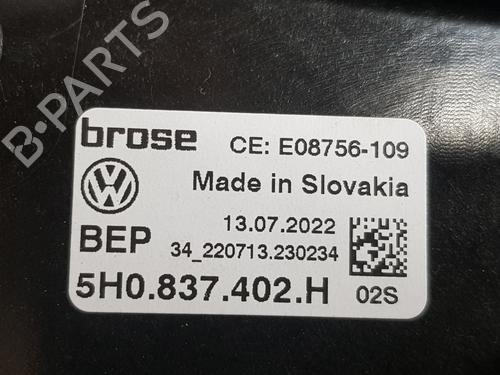 brose
CE: E08756-109
Made in Slovakia
13.07.2022
BEP
34_220713.230234
5H0.837.402.H
02S
B-PARTS